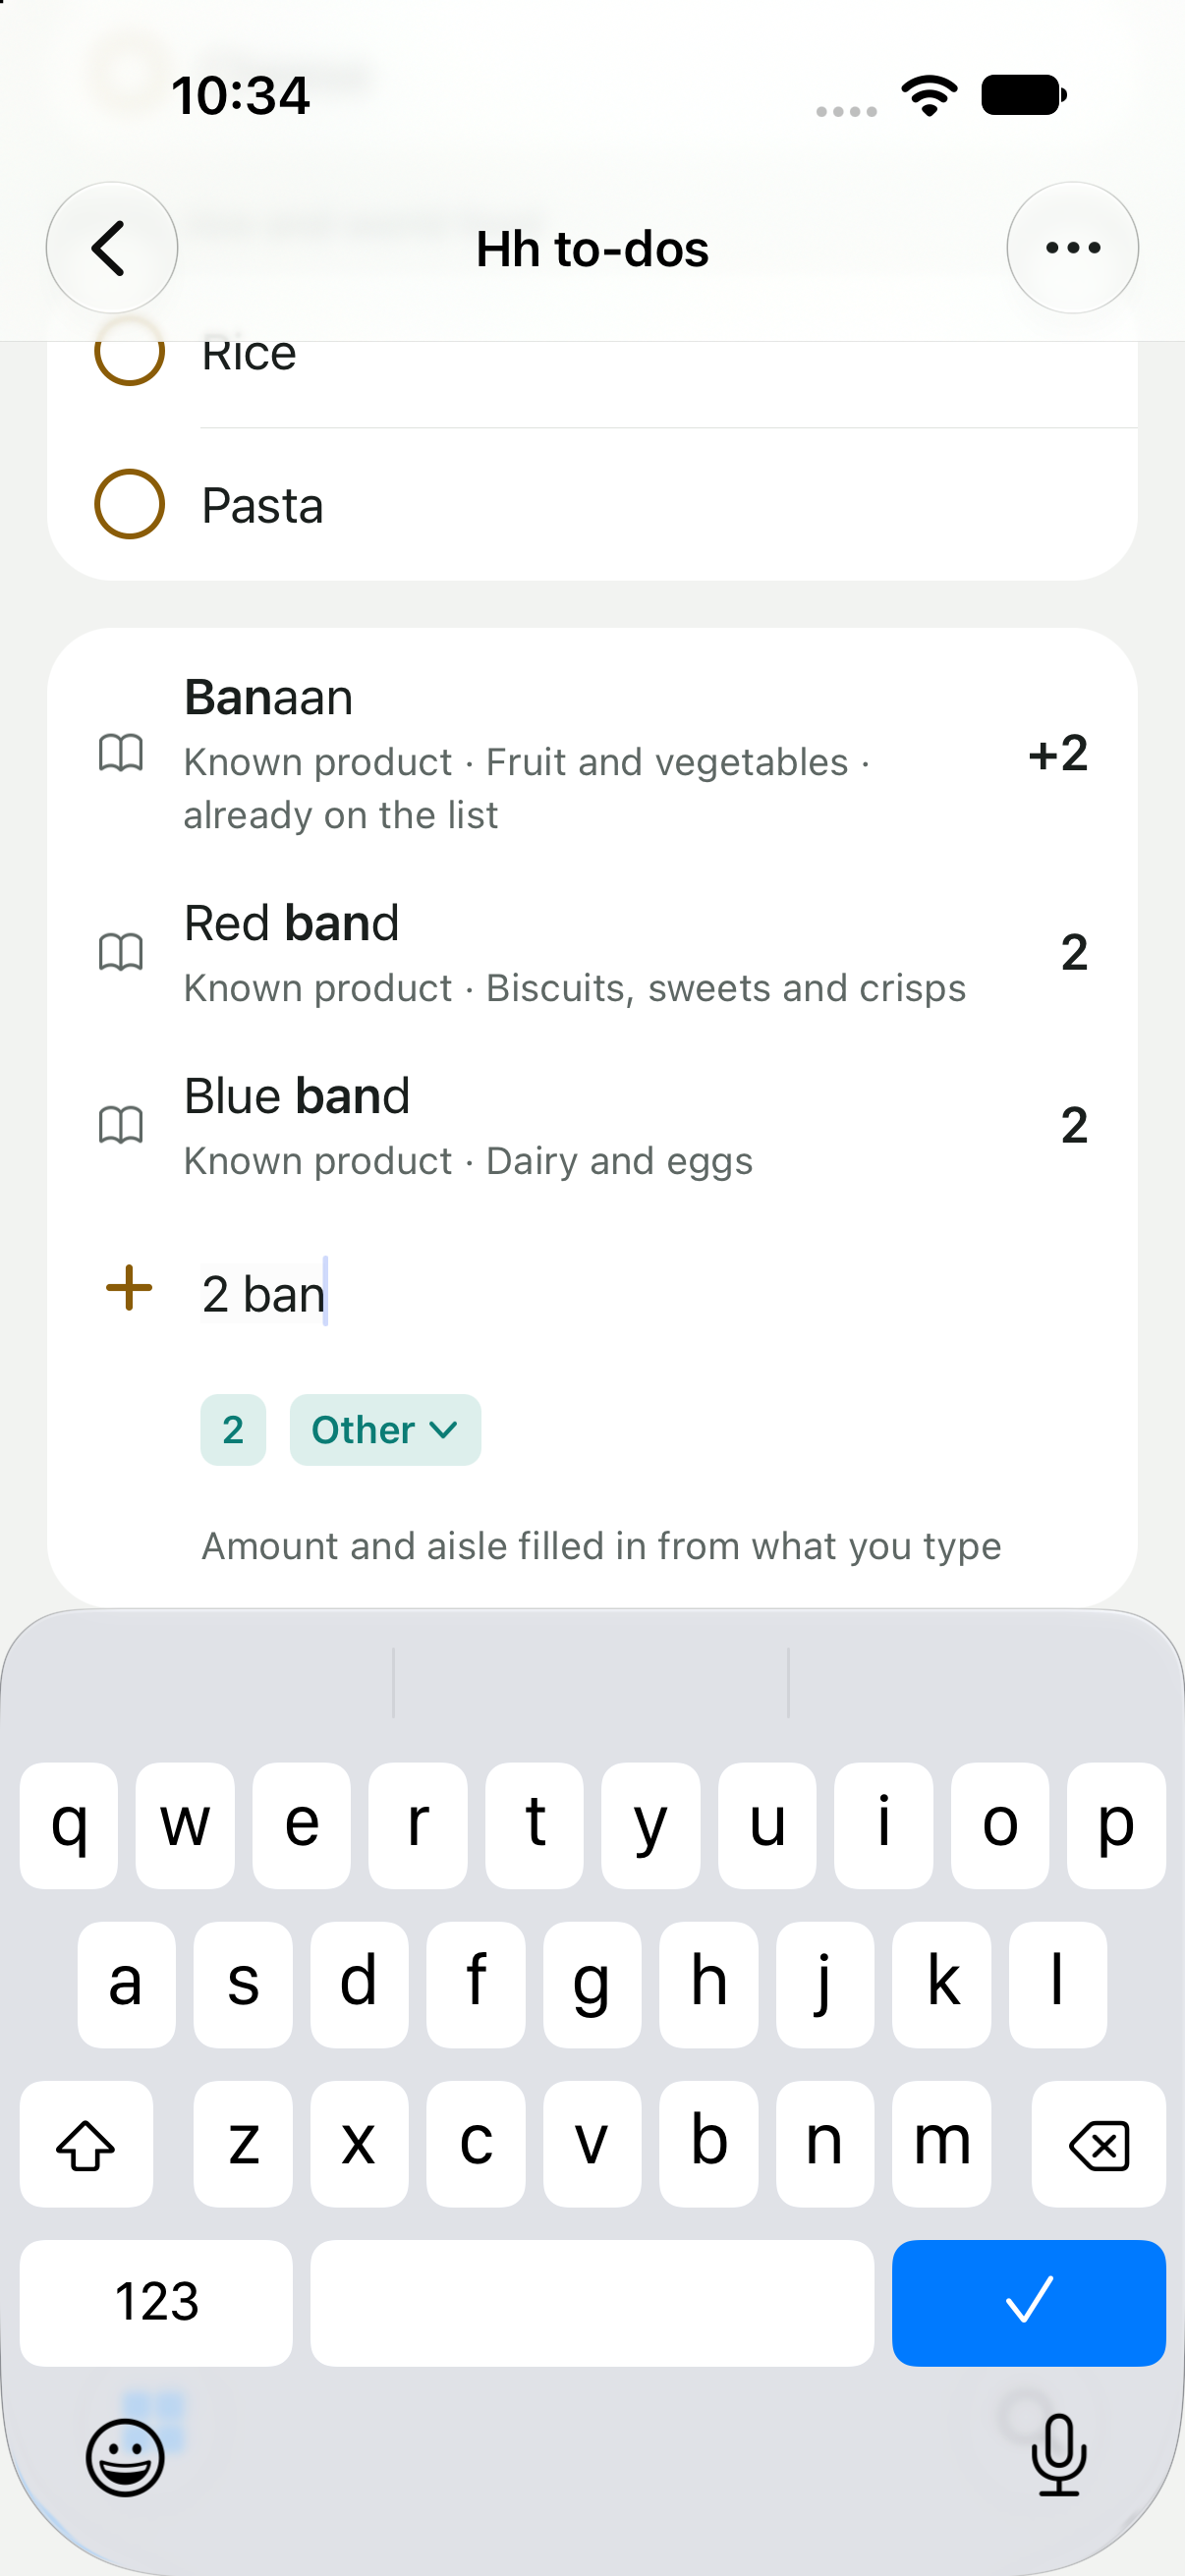 10:34
Hh to-dos
Rice
Pasta
Banaan
Known product · Fruit and vegetables ·
already on the list
+2
Red band
Known product · Biscuits, sweets and crisps
2
Blue band
Known product · Dairy and eggs
2
2 ban
2
Other
Amount and aisle filled in from what you type
q w e r t y u i o p
a s d f g h j k l
z x c v b n m
123